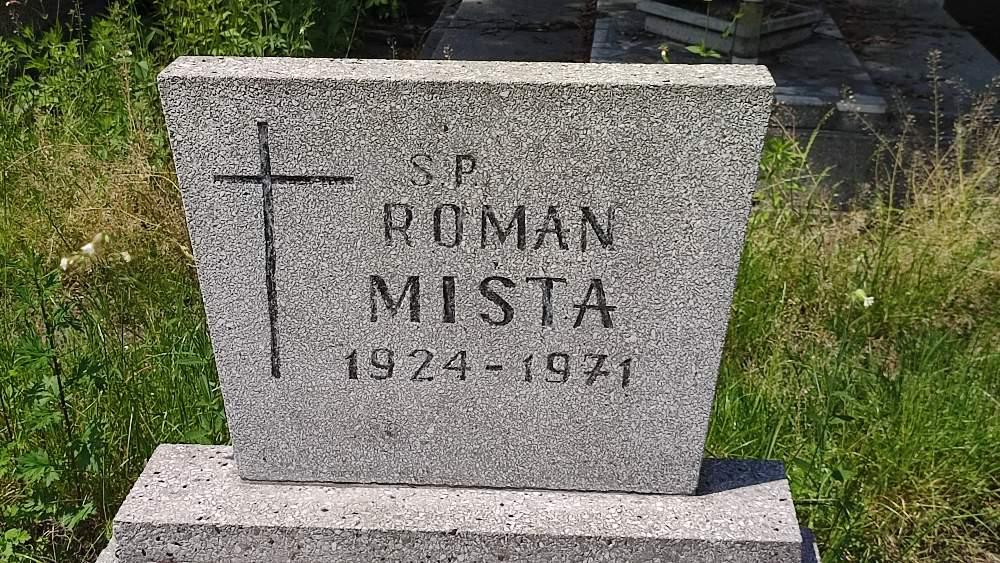 S.P.
ROMAN
MIŚTA
1924-1971